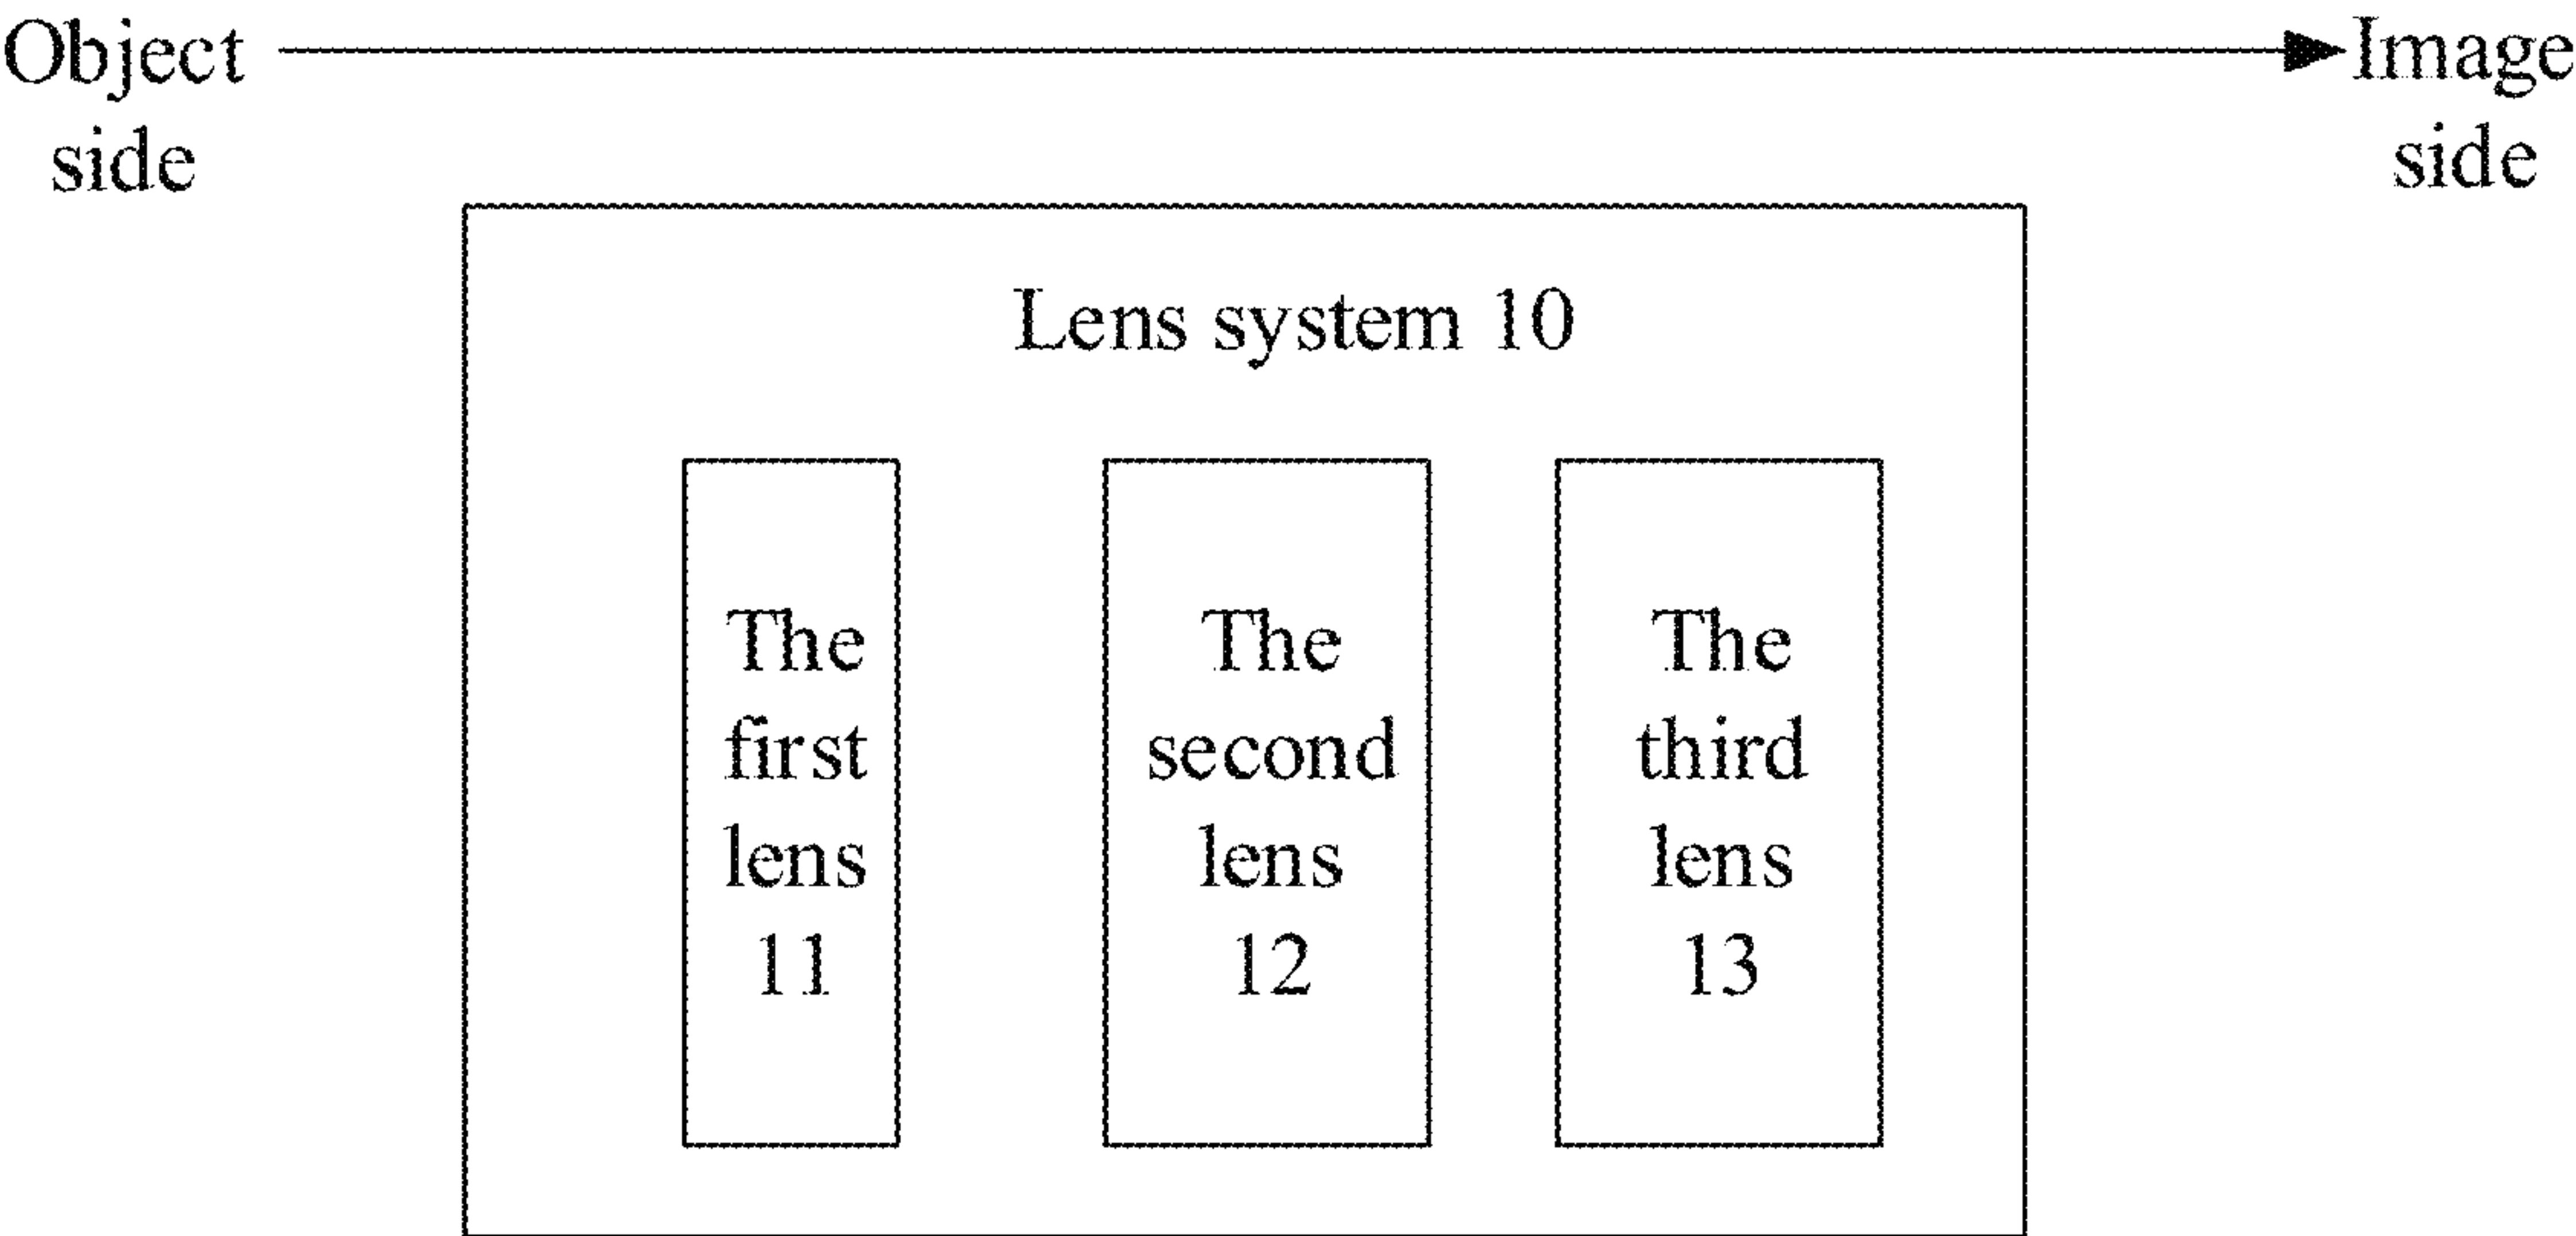 Object
side
Image
side
Lens system 10
The
first
lens
11
The
second
lens
12
The
third
lens
13